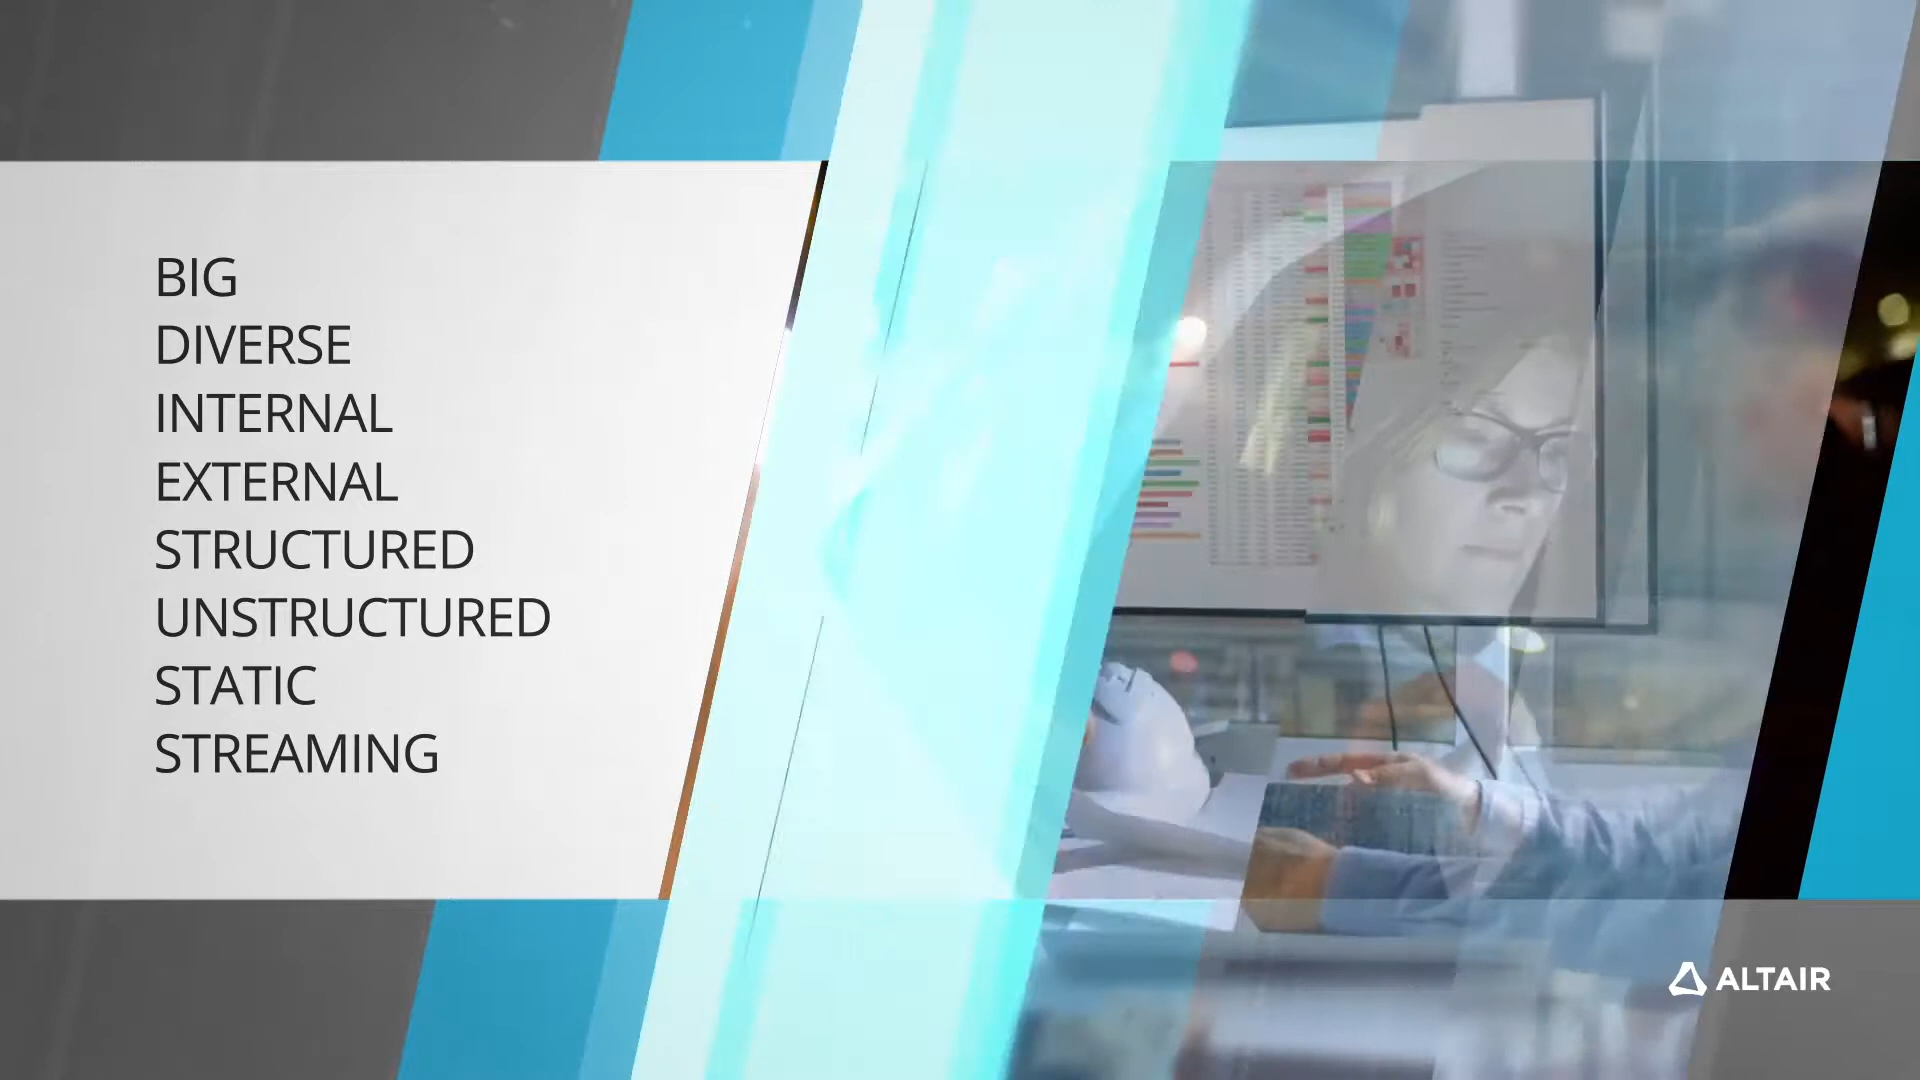 BIG
DIVERSE
INTERNAL
EXTERNAL
STRUCTURED
UNSTRUCTURED
STATIC
STREAMING
ALTAIR